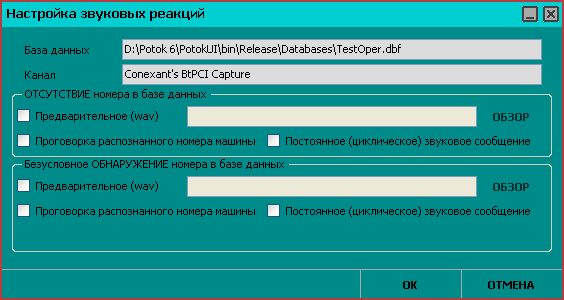 Настройка звуковых реакций
База данных D:\Potok 6\PotokUI\bin\Release\Databases\TestOper.dbf
Канал Conexant's BtPCI Capture
ОТСУТСТВИЕ номера в базе данных
Предварительное (wav) ОБЗОР
Проговорка распознанного номера машины Постоянное (циклическое) звуковое сообщение
Безусловное ОБНАРУЖЕНИЕ номера в базе данных
Предварительное (wav) ОБЗОР
Проговорка распознанного номера машины Постоянное (циклическое) звуковое сообщение
OK ОТМЕНА